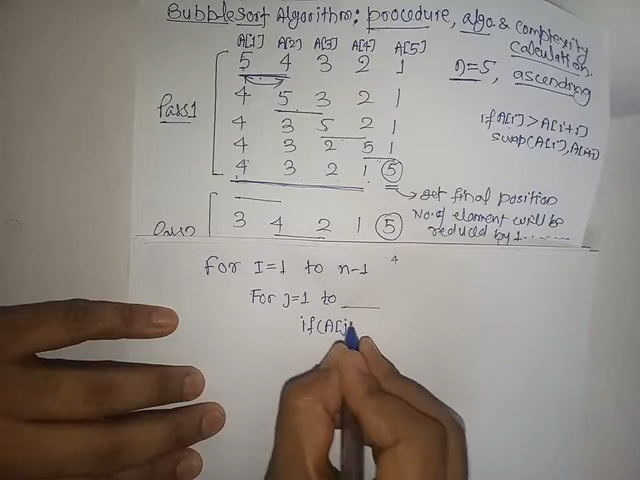 BubbleSort Algorithm: procedure, algo & complexity
calculation.
A[1] A[2] A[3] A[4] A[5]
5 4 3 2 1
n=5, ascending
Pass1
4 5 3 2 1
if A[i] > A[i+1]
4 3 5 2 1
swap(A[i], A[i+1])
4 3 2 5 1
4 3 2 1 5
get final position
No. of element will be
reduced by 1.......
3 4 2 1 5
For I=1 to n-1 4
For j=1 to ___
if(A[j